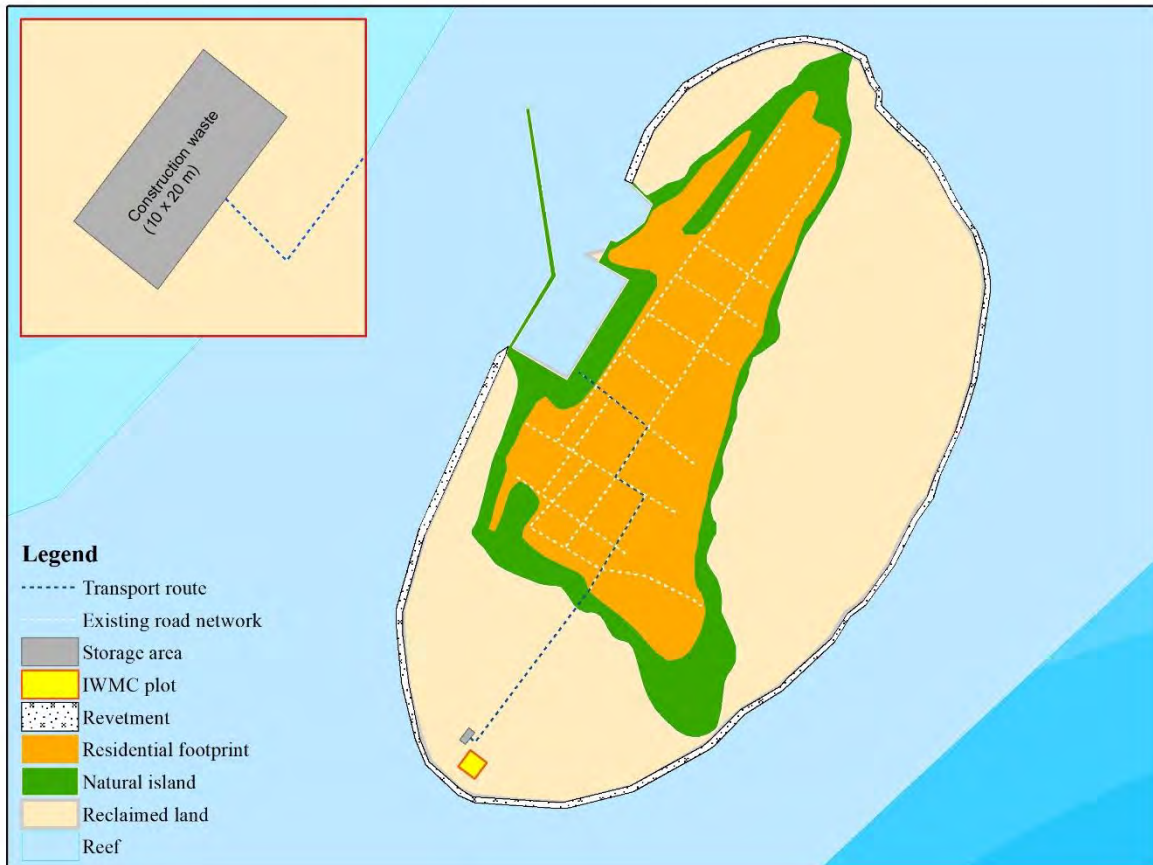 Construction waste
(10 x 20 m)
Legend
Transport route
Existing road network
Storage area
IWMC plot
Revetment
Residential footprint
Natural island
Reclaimed land
Reef